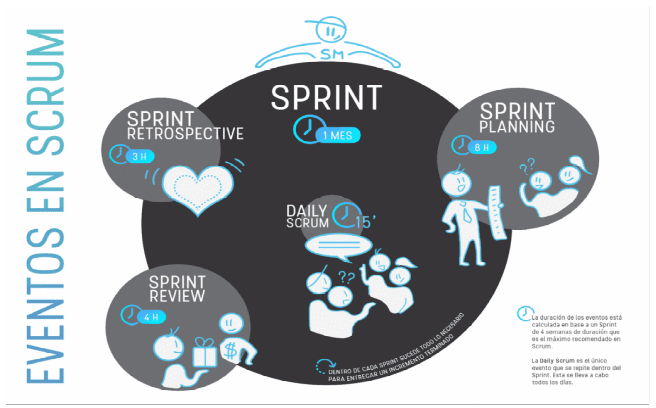 EVENTOS EN SCRUM
SM
SPRINT
1 MES
SPRINT
RETROSPECTIVE
3 H
SPRINT
PLANNING
8 H
??
DAILY
SCRUM
15'
??
SPRINT
REVIEW
4 H
$
DENTRO DE CADA SPRINT SUCEDE TODO LO NECESARIO
PARA ENTREGAR UN INCREMENTO TERMINADO
La duración de los eventos está
calculada en base a un Sprint
de 4 semanas de duración que
es el máximo recomendado en
Scrum.
La Daily Scrum es el único
evento que se repite dentro del
Sprint. Esta se lleva a cabo
todos los días.